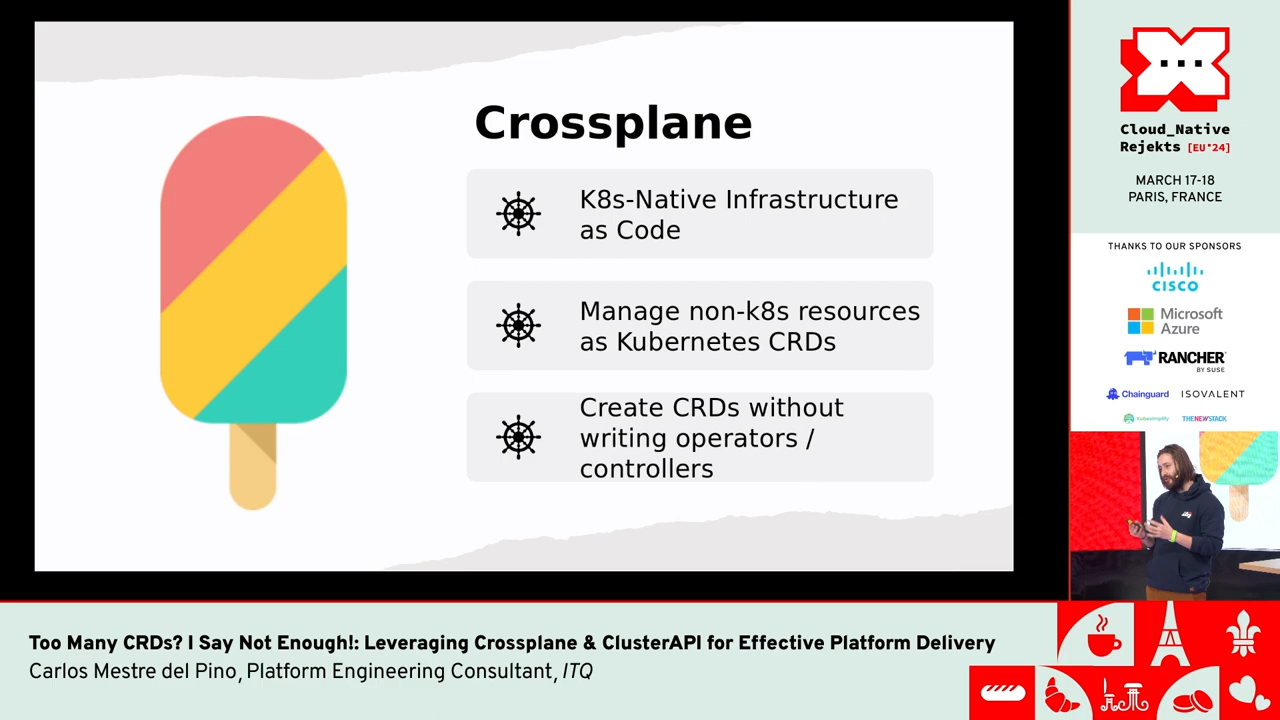 Crossplane
K8s-Native Infrastructure
as Code
Manage non-k8s resources
as Kubernetes CRDs
Create CRDs without
writing operators /
controllers
Cloud_Native
Rejekts [EU'24]
MARCH 17-18
PARIS, FRANCE
THANKS TO OUR SPONSORS
CISCO
Microsoft
Azure
RANCHER
BY SUSE
Chainguard ISOVALENT
kubesimplify THENEWSTACK
Too Many CRDs? I Say Not Enough!: Leveraging Crossplane & ClusterAPI for Effective Platform Delivery
Carlos Mestre del Pino, Platform Engineering Consultant, ITQ